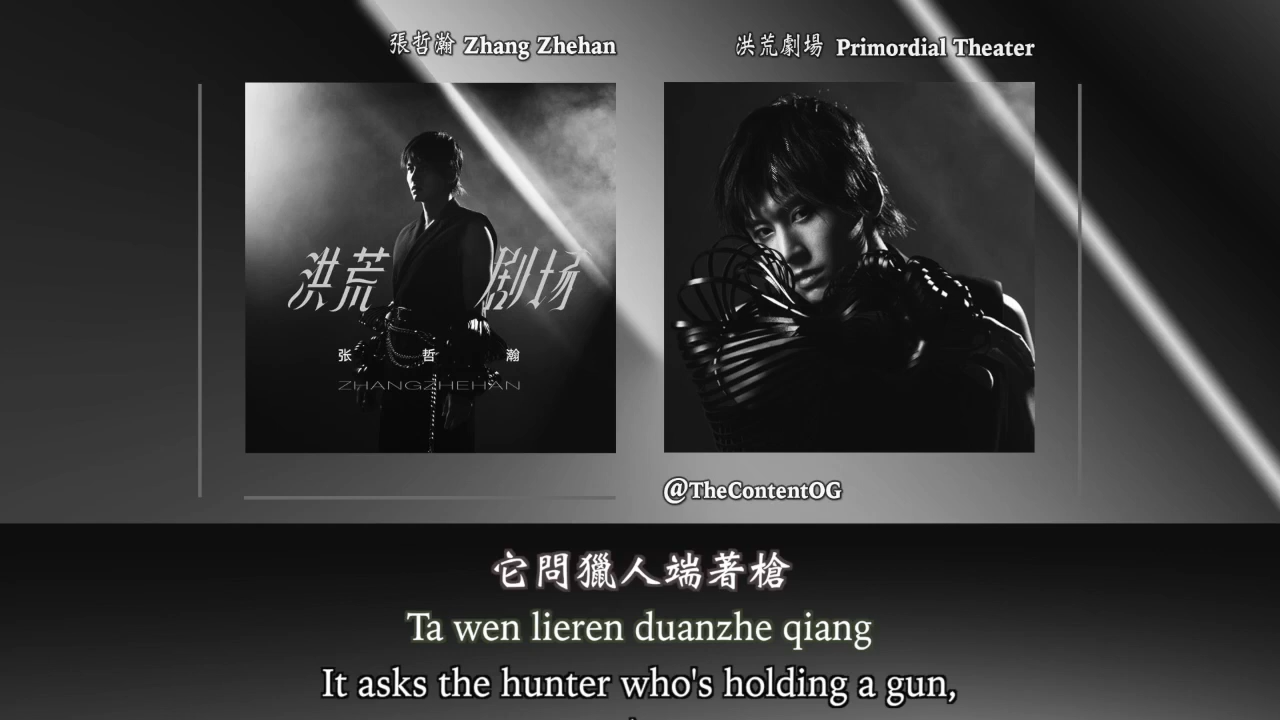 張哲瀚 Zhang Zhehan
洪荒劇場 Primordial Theater
洪荒剧场
张哲瀚
ZHANGZHEHAN
@TheContentOG
它問獵人端著槍
Ta wen lieren duanzhe qiang
It asks the hunter who's holding a gun,